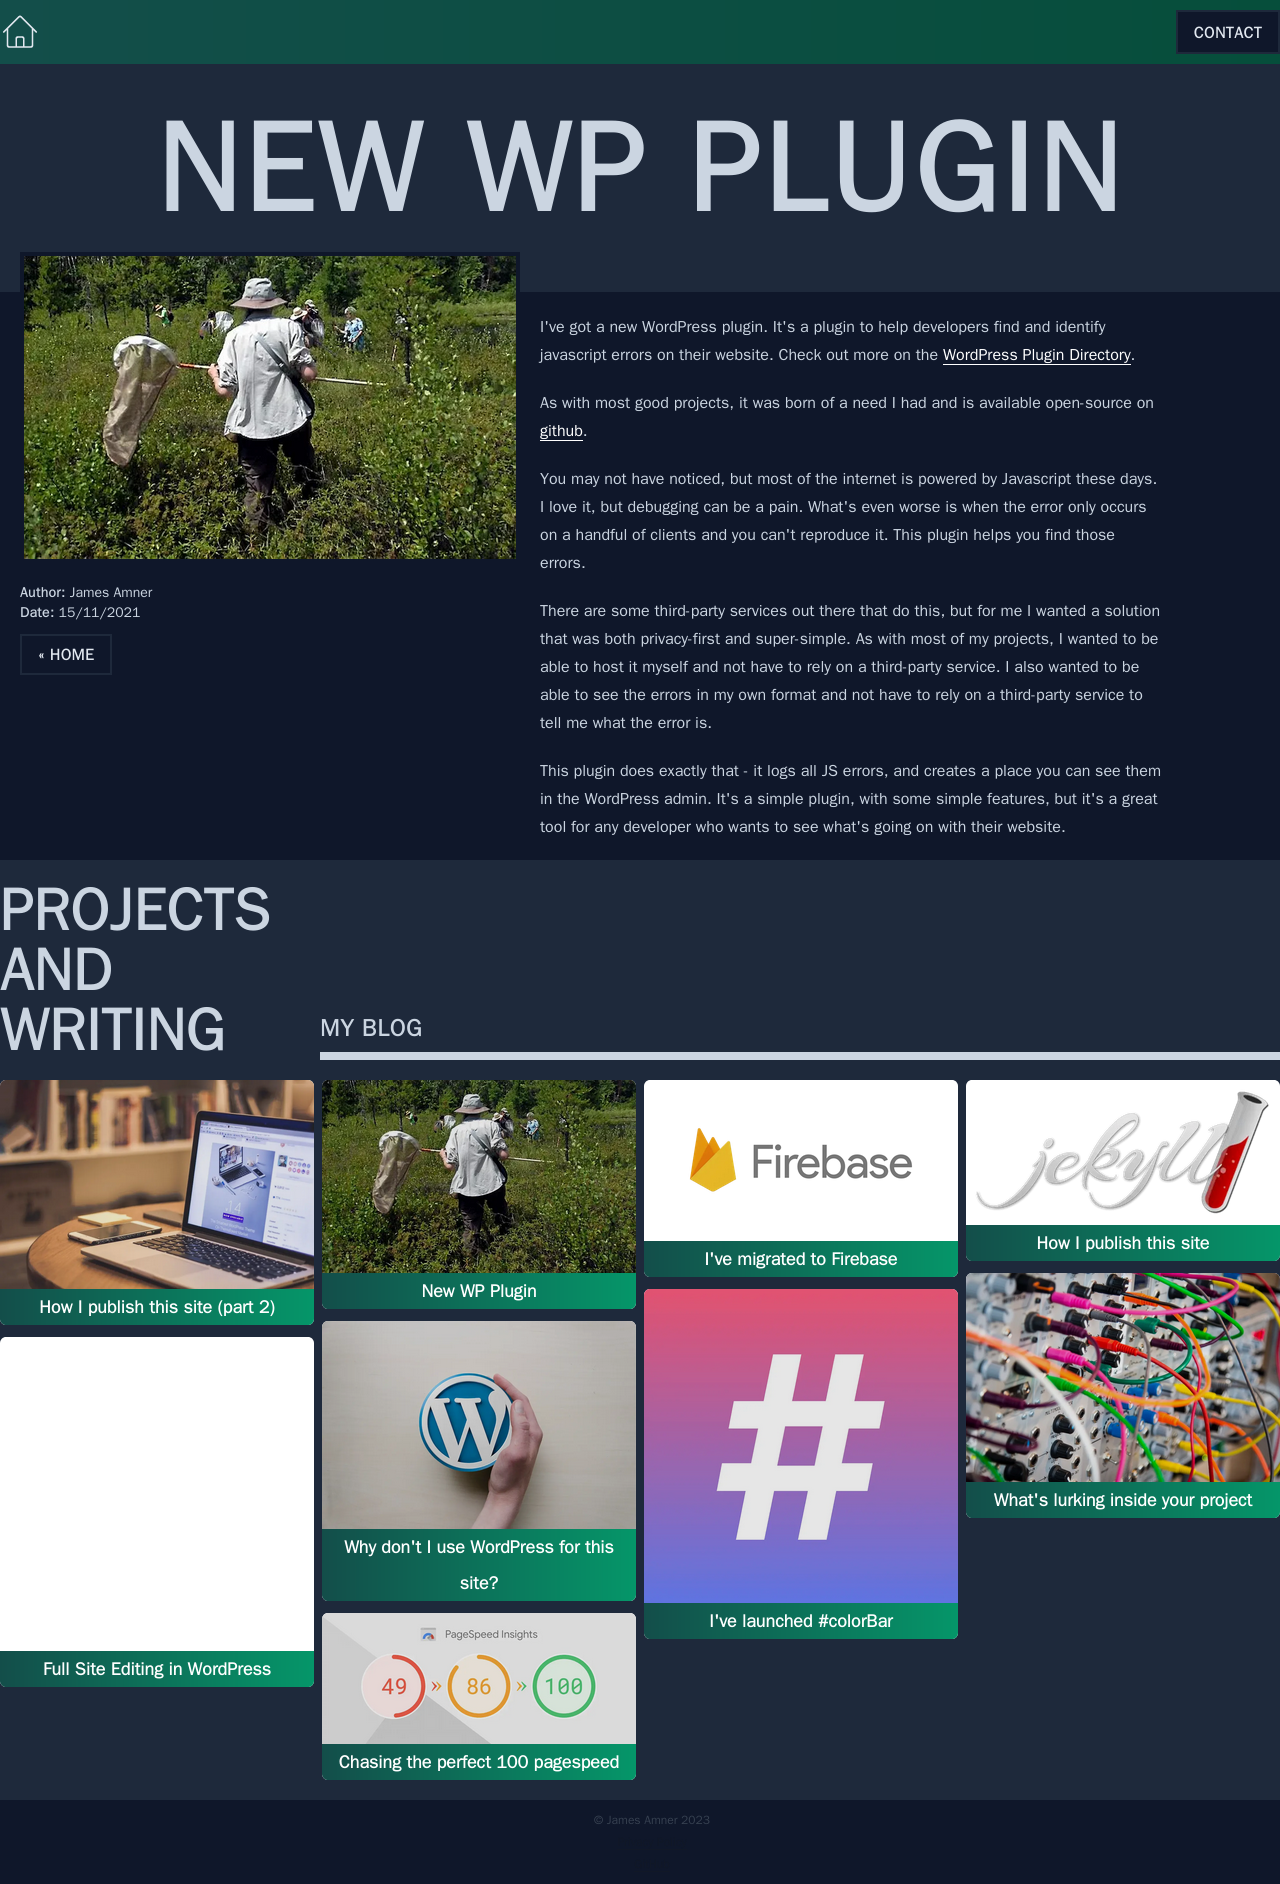 CONTACT
NEW WP PLUGIN
I've got a new WordPress plugin. It's a plugin to help developers find and identify
javascript errors on their website. Check out more on the WordPress Plugin Directory.
As with most good projects, it was born of a need I had and is available open-source on
github.
You may not have noticed, but most of the internet is powered by Javascript these days.
I love it, but debugging can be a pain. What's even worse is when the error only occurs
on a handful of clients and you can't reproduce it. This plugin helps you find those
errors.
There are some third-party services out there that do this, but for me I wanted a solution
that was both privacy-first and super-simple. As with most of my projects, I wanted to be
able to host it myself and not have to rely on a third-party service. I also wanted to be
able to see the errors in my own format and not have to rely on a third-party service to
tell me what the error is.
This plugin does exactly that - it logs all JS errors, and creates a place you can see them
in the WordPress admin. It's a simple plugin, with some simple features, but it's a great
tool for any developer who wants to see what's going on with their website.
Author: James Amner
Date: 15/11/2021
« HOME
PROJECTS
AND
WRITING
MY BLOG
How I publish this site (part 2)
Full Site Editing in WordPress
New WP Plugin
W
Why don't I use WordPress for this
site?
PageSpeed Insights
49 » 86 » 100
Chasing the perfect 100 pagespeed
Firebase
I've migrated to Firebase
#
I've launched #colorBar
jekyll
How I publish this site
What's lurking inside your project
© James Amner 2023